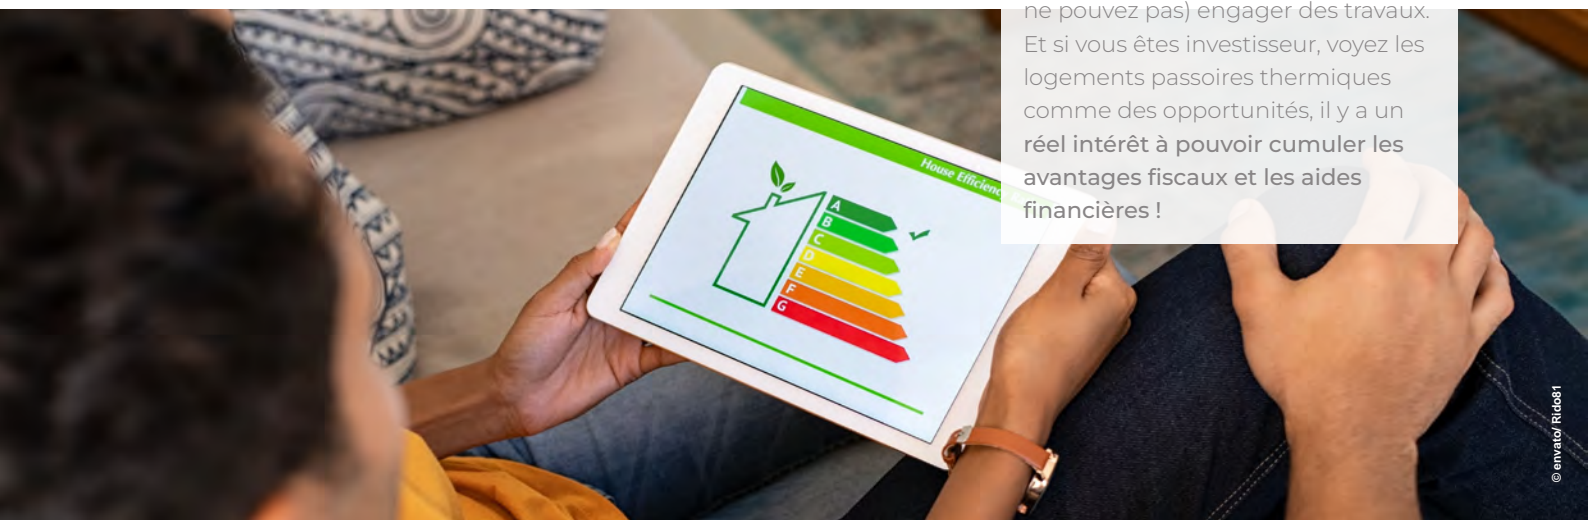 ne pouvez pas) engager des travaux.
Et si vous êtes investisseur, voyez les
logements passoires thermiques
comme des opportunités, il y a un
réel intérêt à pouvoir cumuler les
avantages fiscaux et les aides
financières !
House
A
B
C
D
E
F
G
© envato/ Rido81